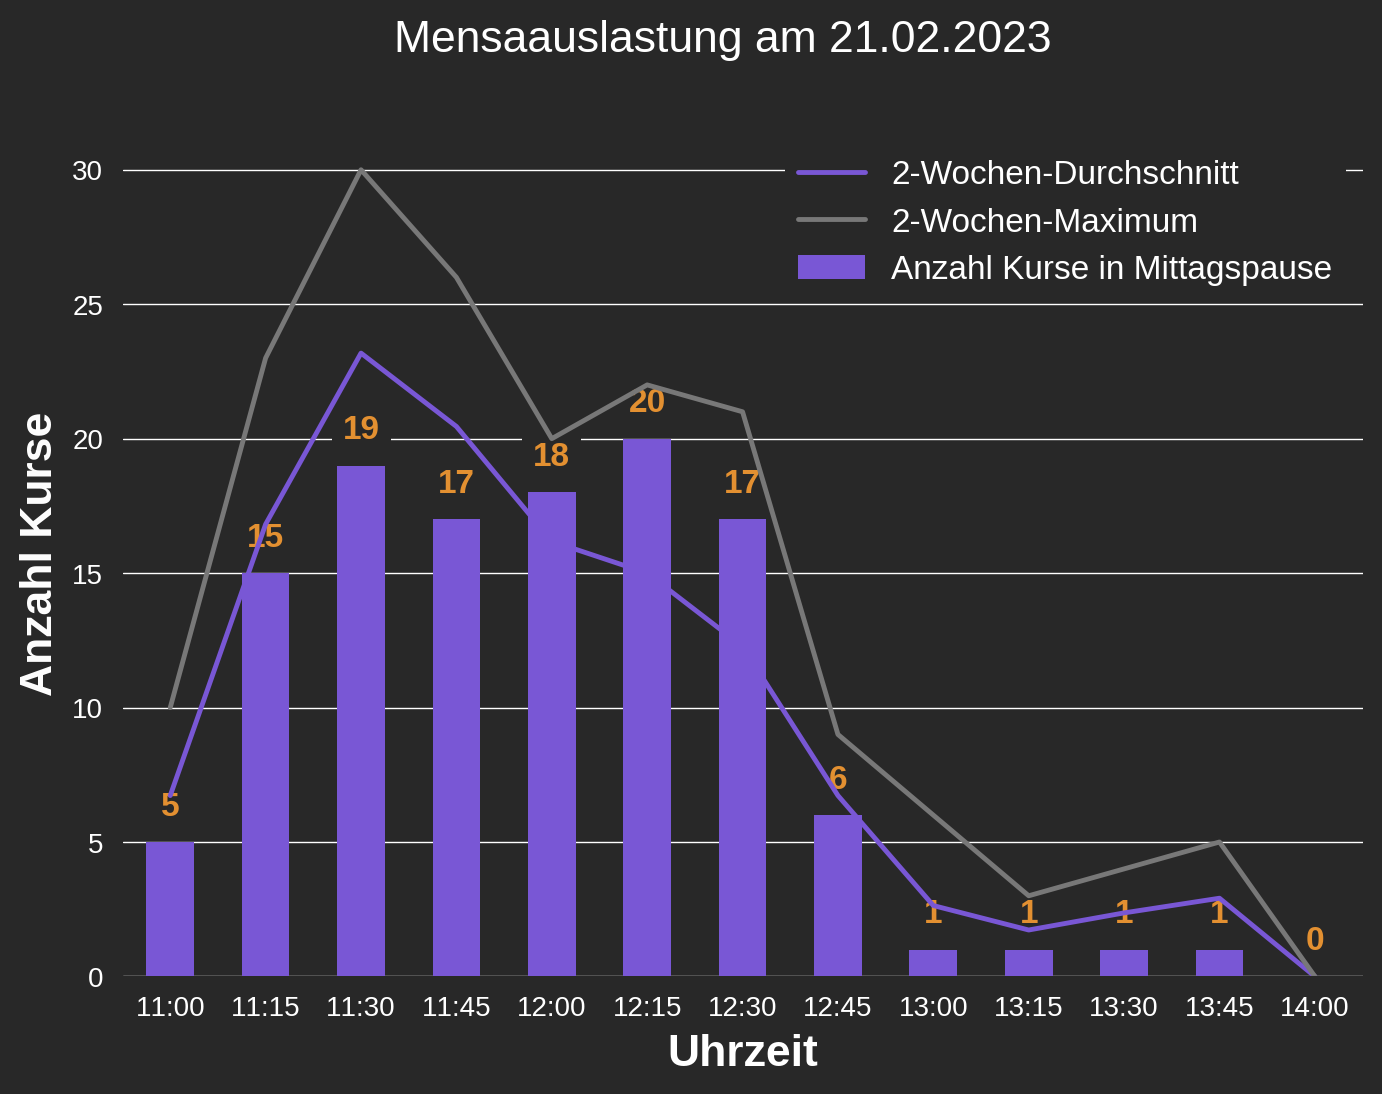 Mensaauslastung am 21.02.2023
2-Wochen-Durchschnitt
2-Wochen-Maximum
Anzahl Kurse in Mittagspause
Anzahl Kurse
30
25
20
15
10
5
0
5
15
19
17
18
20
17
6
1
1
1
1
0
11:00 11:15 11:30 11:45 12:00 12:15 12:30 12:45 13:00 13:15 13:30 13:45 14:00
Uhrzeit